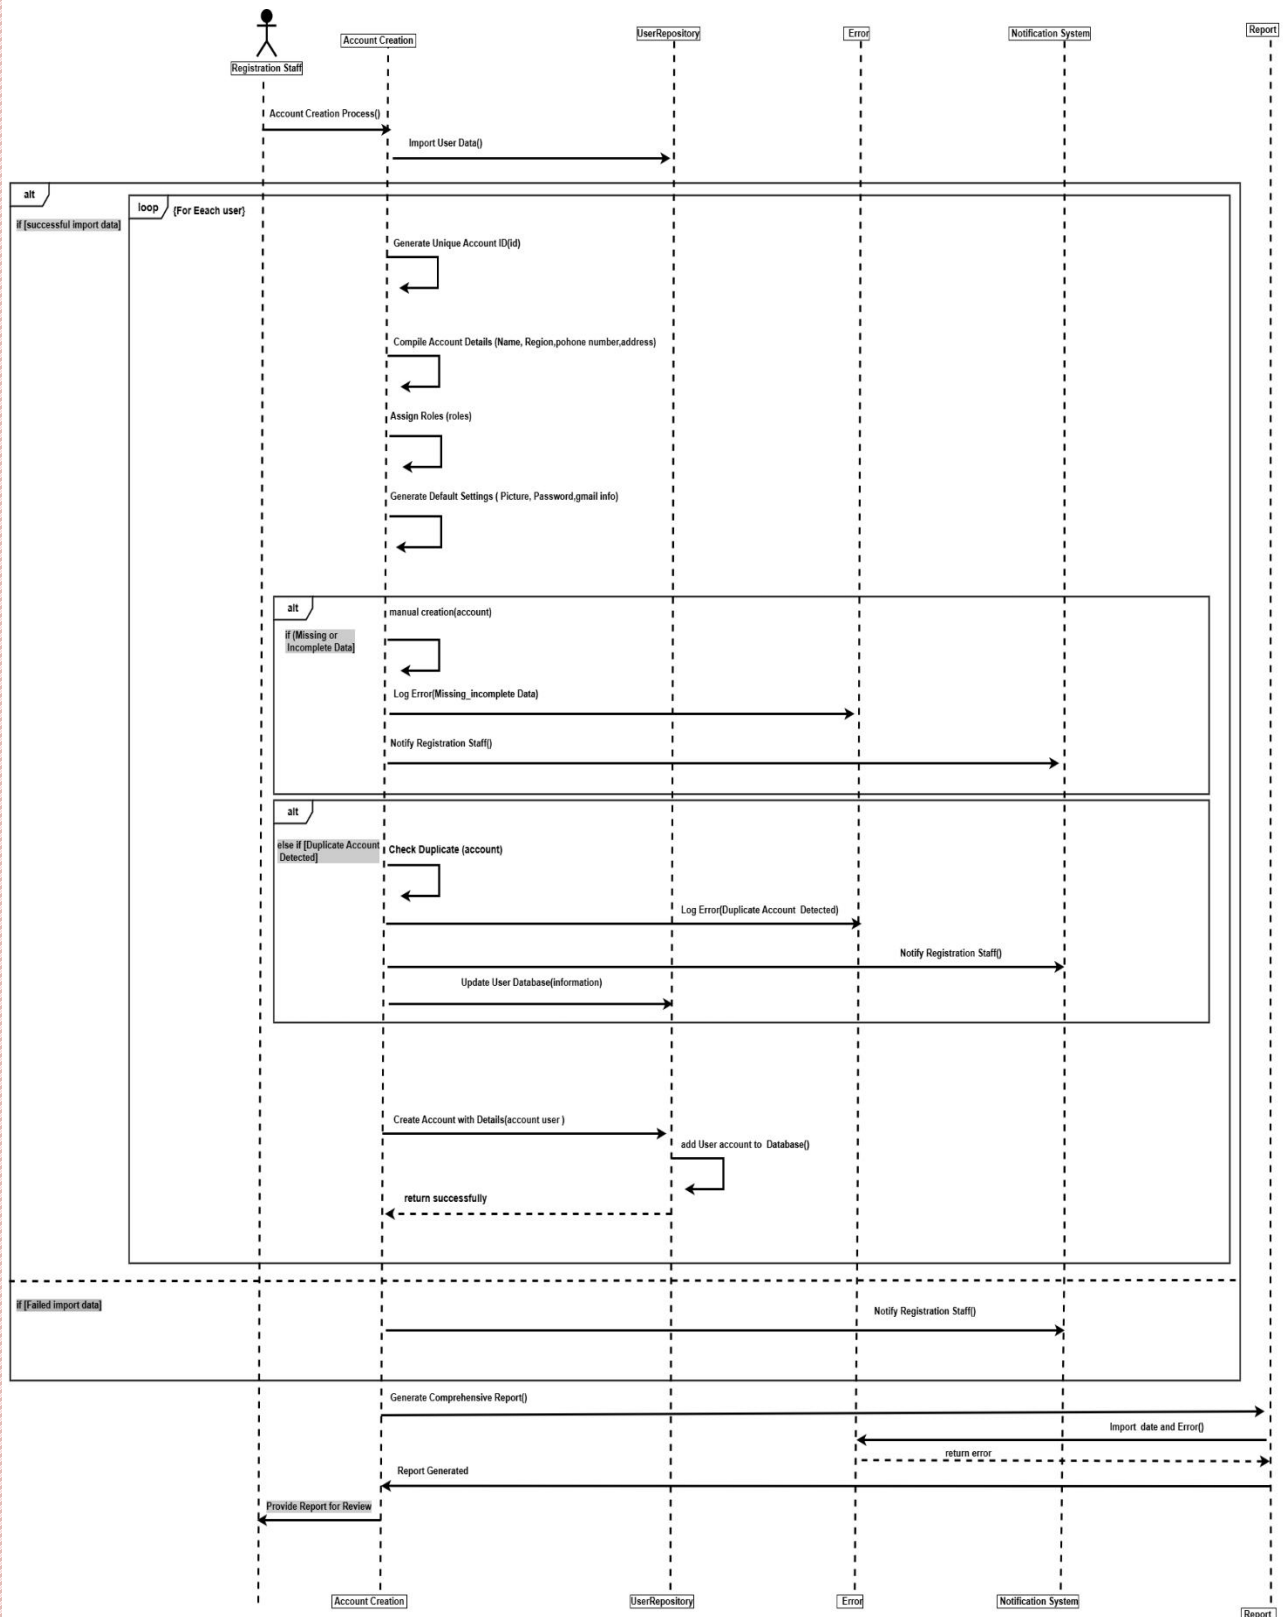 Registration Staff
Account Creation
UserRepository
Error
Notification System
Report
Account Creation Process()
Import User Data()
alt
if [successful import data]
loop
{For Eeach user}
Generate Unique Account ID(id)
Compile Account Details (Name, Region,pohone number,address)
Assign Roles (roles)
Generate Default Settings ( Picture, Password,gmail info)
alt
if (Missing or
Incomplete Data]
manual creation(account)
Log Error(Missing_incomplete Data)
Notify Registration Staff()
alt
else if [Duplicate Account
Detected]
Check Duplicate (account)
Log Error(Duplicate Account Detected)
Notify Registration Staff()
Update User Database(information)
Create Account with Details(account user )
add User account to Database()
return successfully
if [Failed import data]
Notify Registration Staff()
Generate Comprehensive Report()
Import date and Error()
return error
Report Generated
Provide Report for Review
Account Creation
UserRepository
Error
Notification System
Report